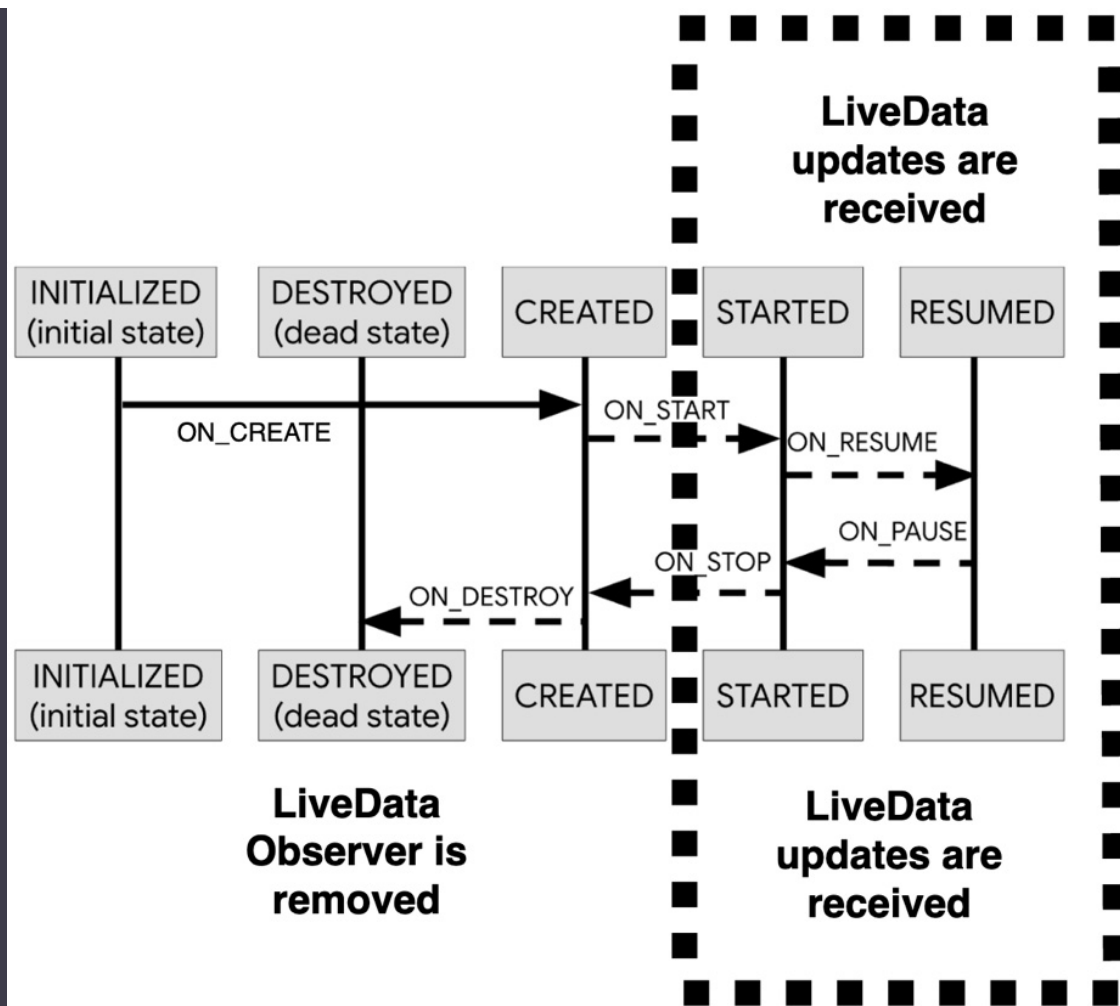 LiveData
updates are
received
INITIALIZED
(initial state)
DESTROYED
(dead state)
CREATED
STARTED
RESUMED
ON_CREATE
ON_START
ON_RESUME
ON_PAUSE
ON_STOP
ON_DESTROY
INITIALIZED
(initial state)
DESTROYED
(dead state)
CREATED
STARTED
RESUMED
LiveData
Observer is
removed
LiveData
updates are
received